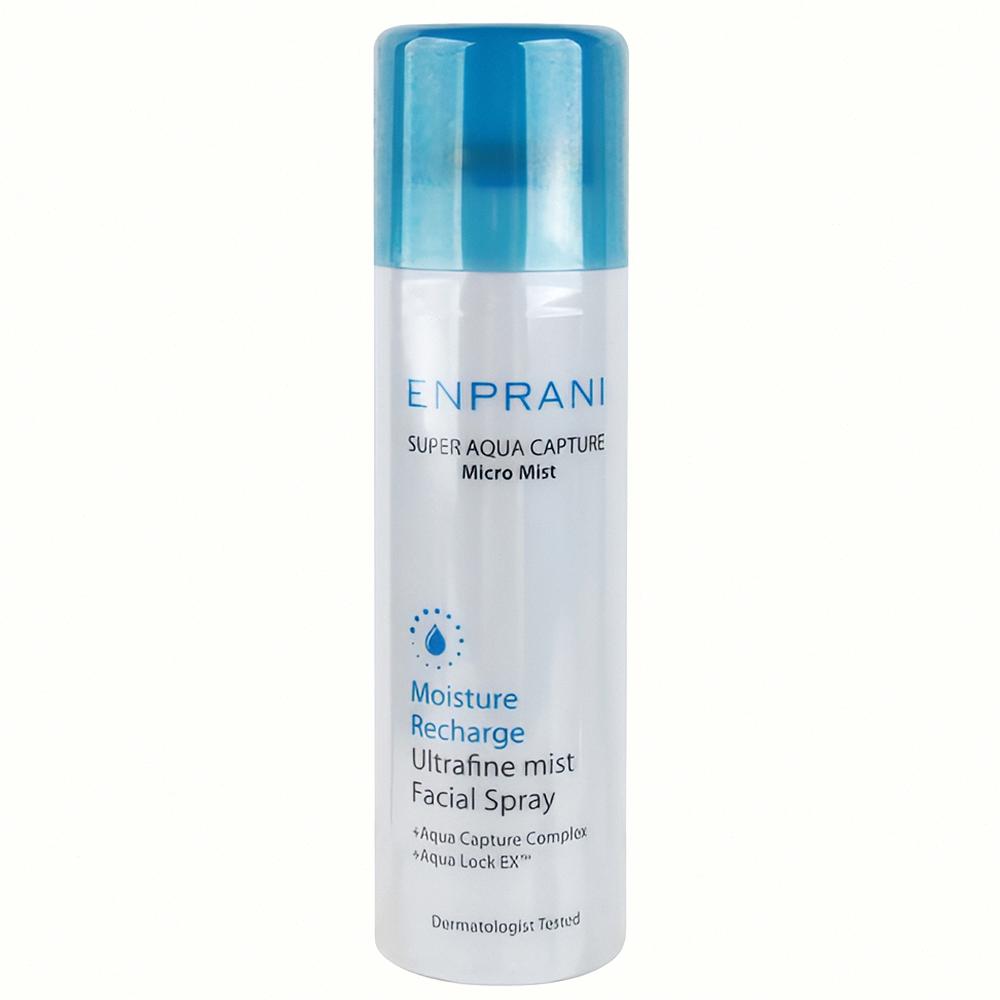 ENPRANI
SUPER AQUA CAPTURE
Micro Mist
Moisture
Recharge
Ultrafine mist
Facial Spray
+Aqua Capture Complex
+Aqua Lock EX™
Dermatologist Tested